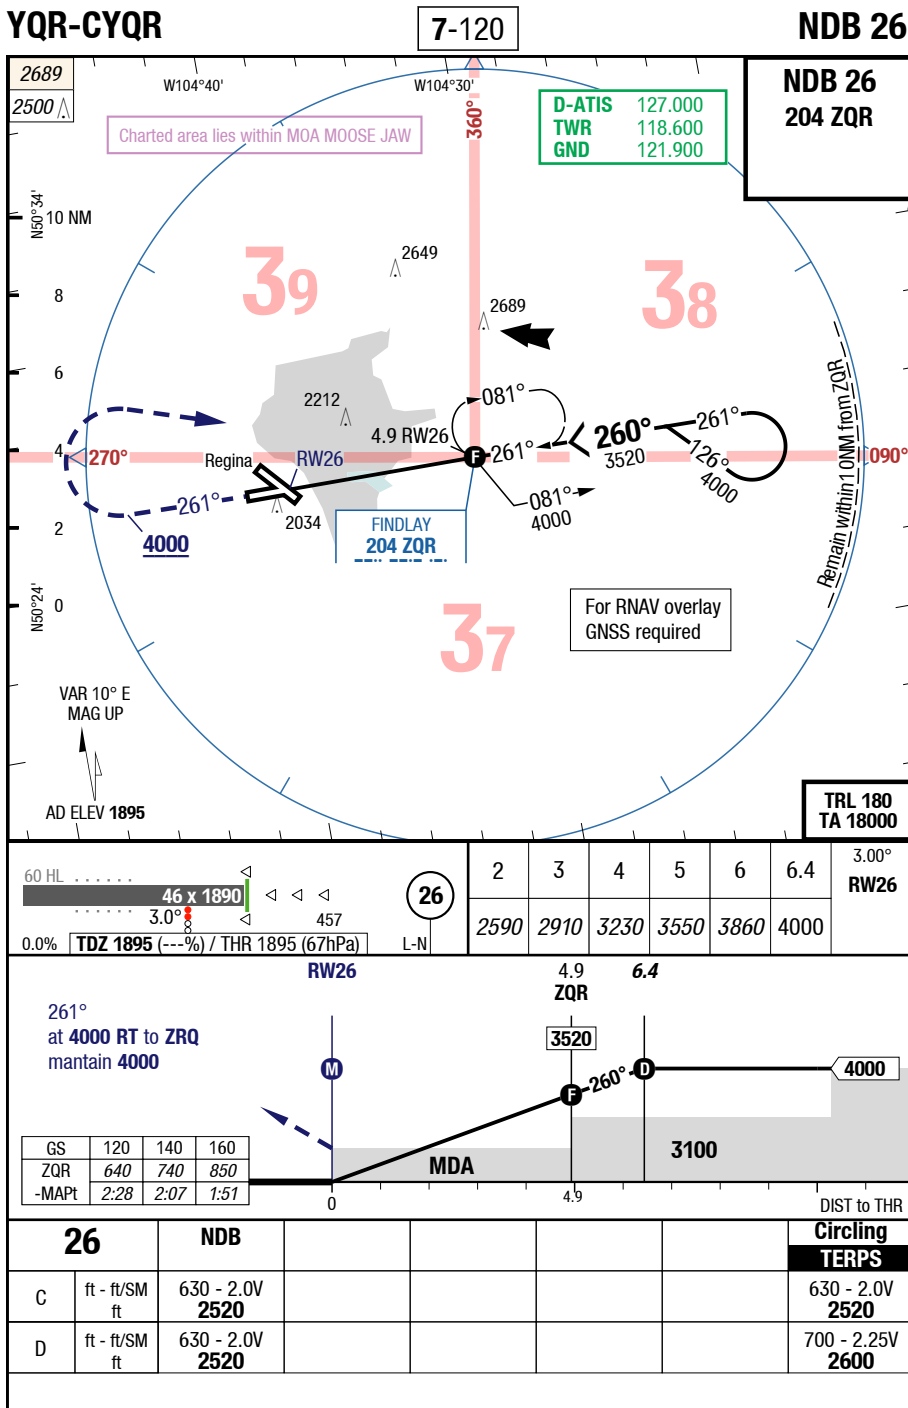 YQR-CYQR
7-120
NDB 26
2689
2500
W104°40'
W104°30'
360°
D-ATIS 127.000
TWR 118.600
GND 121.900
NDB 26
204 ZQR
Charted area lies within MOA MOOSE JAW
N50°34'
10 NM
8
6
4
2
0
N50°24'
39
38
37
2649
2689
2212
2034
4.9 RW26
081°
261°
260°
3520
261°
126°
4000
Remain within 10NM from ZQR
270°
090°
Regina
RW26
F
261°
4000
081°
4000
FINDLAY
204 ZQR
For RNAV overlay
GNSS required
VAR 10° E
MAG UP
AD ELEV 1895
TRL 180
TA 18000
60 HL
46 x 1890
3.0°
457
0.0%
TDZ 1895 (---%) / THR 1895 (67hPa)
26
L-N
2 3 4 5 6 6.4 3.00°
RW26
2590 2910 3230 3550 3860 4000
RW26
4.9
ZQR
6.4
261°
at 4000 RT to ZRQ
mantain 4000
3520
M
F
260°
D
4000
MDA
3100
GS 120 140 160
ZQR 640 740 850
-MAPt 2:28 2:07 1:51
0
4.9
DIST to THR
26 NDB Circling
TERPS
C ft - ft/SM 630 - 2.0V 630 - 2.0V
ft 2520 2520
D ft - ft/SM 630 - 2.0V 700 - 2.25V
ft 2520 2600